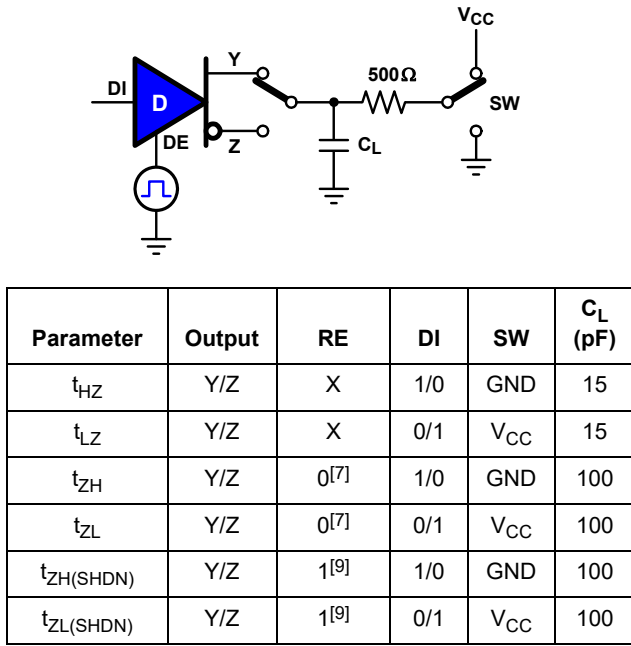 VCC
Y
500Ω
DI
D
SW
DE
Z
CL
Parameter Output RE DI SW CL (pF)
tHZ Y/Z X 1/0 GND 15
tLZ Y/Z X 0/1 VCC 15
tZH Y/Z 0[7] 1/0 GND 100
tZL Y/Z 0[7] 0/1 VCC 100
tZH(SHDN) Y/Z 1[9] 1/0 GND 100
tZL(SHDN) Y/Z 1[9] 0/1 VCC 100